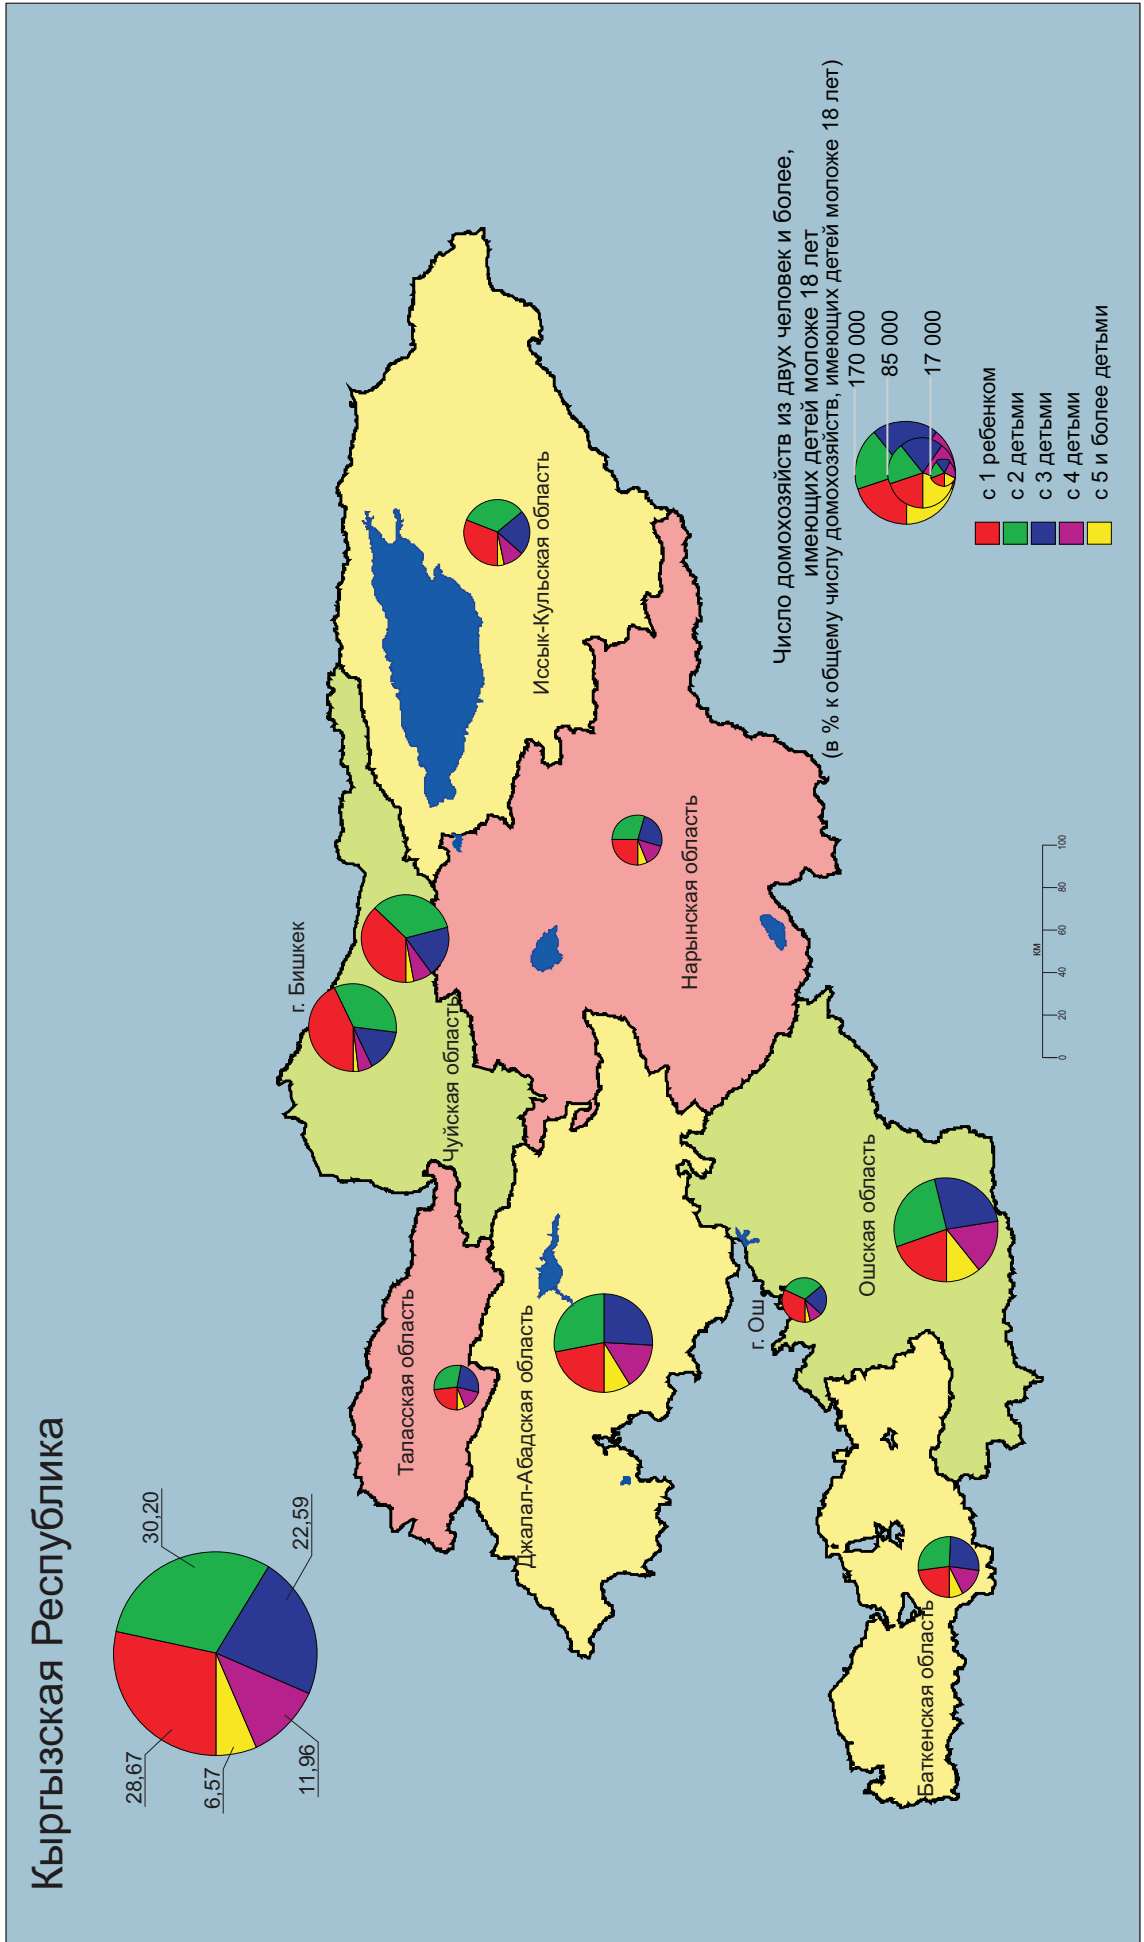 Кыргызская Республика
28,67
30,20
22,59
11,96
6,57
г. Бишкек
Чуйская область
Иссык-Кульская область
Таласская область
Джалал-Абадская область
Нарынская область
г. Ош
Ошская область
Баткенская область
км
0 20 40 60 80 100
Число домохозяйств из двух человек и более,
имеющих детей моложе 18 лет
(в % к общему числу домохозяйств, имеющих детей моложе 18 лет)
170 000
85 000
17 000
с 1 ребенком
с 2 детьми
с 3 детьми
с 4 детьми
с 5 и более детьми